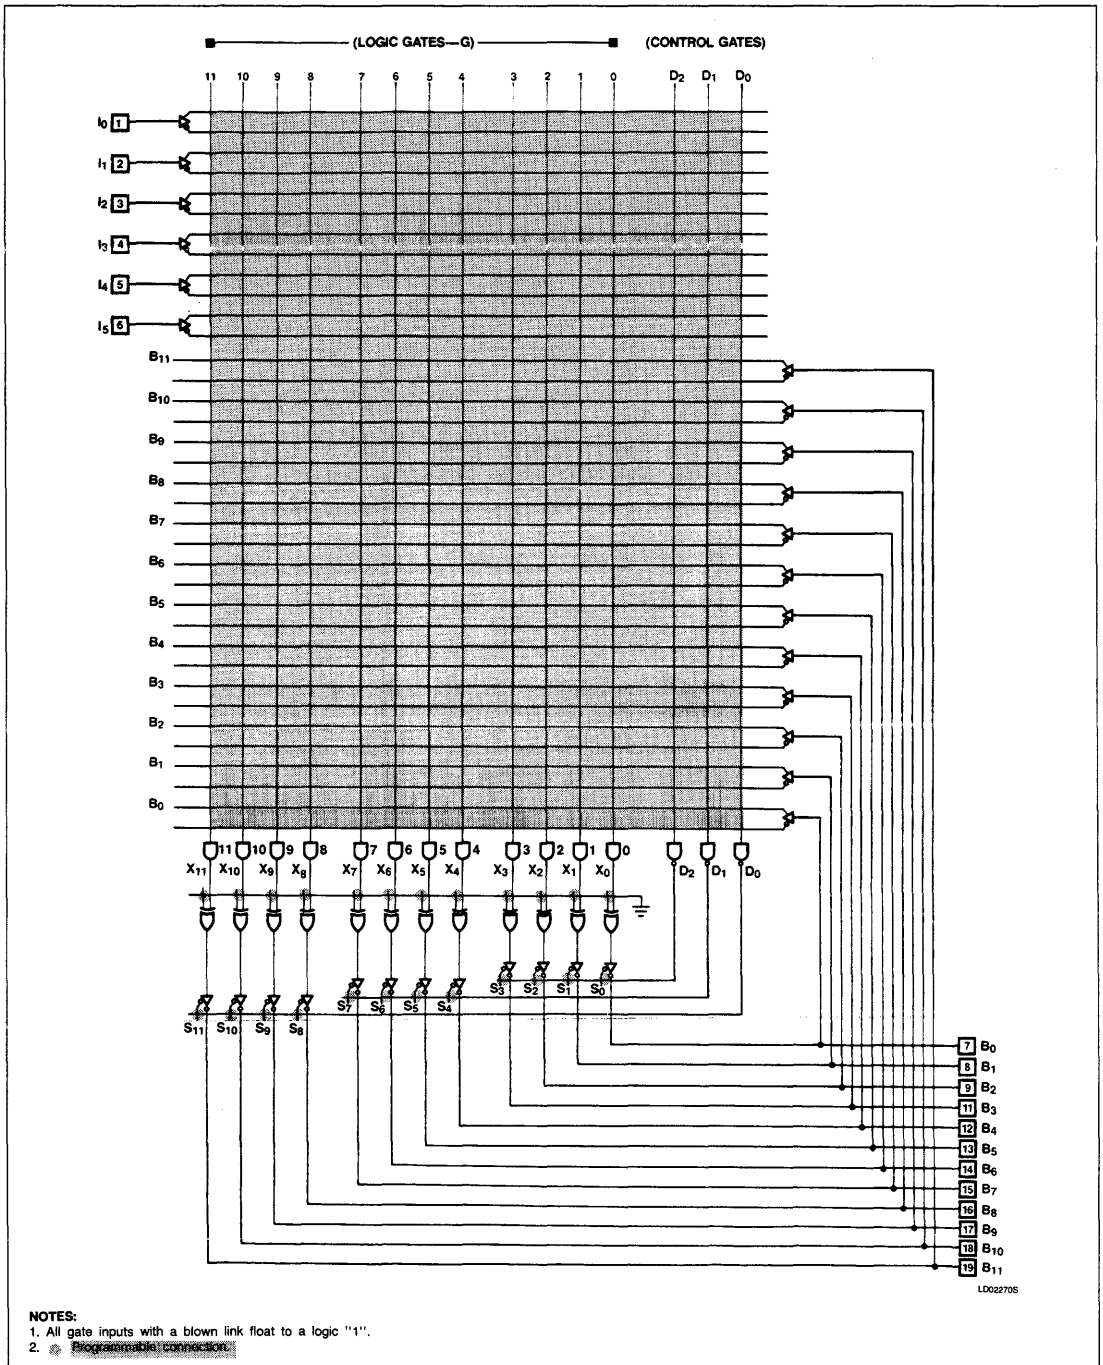 (LOGIC GATES—G) (CONTROL GATES)
11 10 9 8 7 6 5 4 3 2 1 0 D2 D1 D0
I0 1
I1 2
I2 3
I3 4
I4 5
I5 6
B11
B10
B9
B8
B7
B6
B5
B4
B3
B2
B1
B0
11 10 9 8 7 6 5 4 3 2 1 0
X11 X10 X9 X8 X7 X6 X5 X4 X3 X2 X1 X0 D2 D1 D0
S3 S2 S1 S0
S7 S6 S5 S4
S11 S10 S9 S8
7 B0
8 B1
9 B2
11 B3
12 B4
13 B5
14 B6
15 B7
16 B8
17 B9
18 B10
19 B11
LD02270S
NOTES:
1. All gate inputs with a blown link float to a logic "1".
2. Programmable connection.